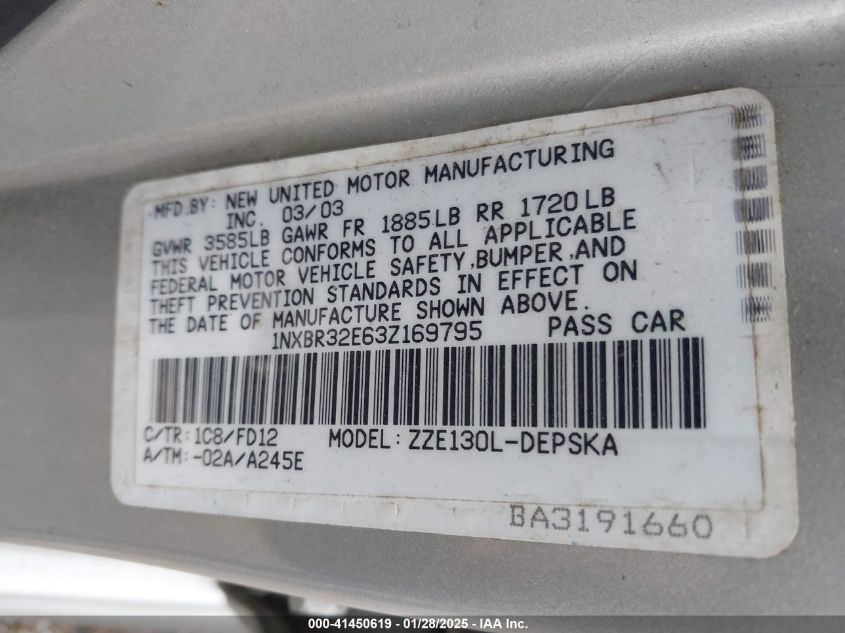 MFD.BY: NEW UNITED MOTOR MANUFACTURING
INC. 03/03
GVWR 3585LB GAWR FR 1885LB RR 1720LB
THIS VEHICLE CONFORMS TO ALL APPLICABLE
FEDERAL MOTOR VEHICLE SAFETY,BUMPER,AND
THEFT PREVENTION STANDARDS IN EFFECT ON
THE DATE OF MANUFACTURE SHOWN ABOVE.
1NXBR32E63Z169795 PASS CAR
C/TR:1C8/FD12 MODEL:ZZE130L-DEPSKA
A/TM:-02A/A245E
BA3191660
000-41450619 - 01/28/2025 - IAA Inc.